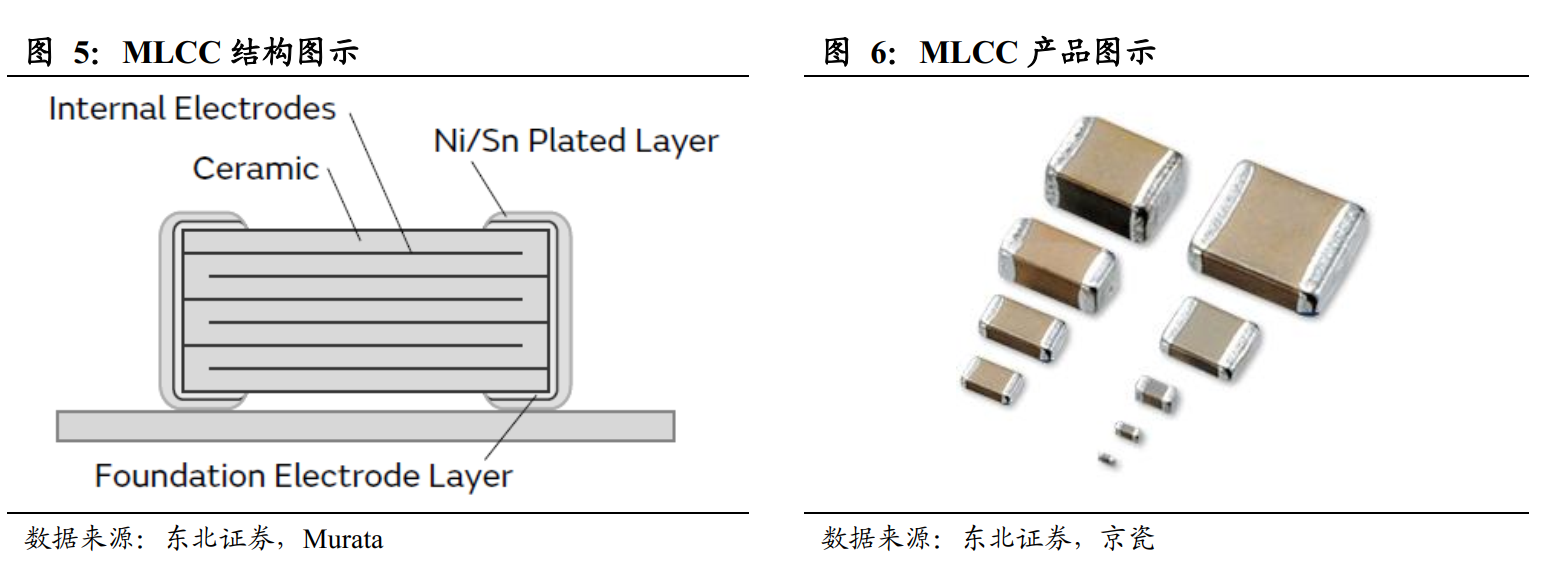 图 5：MLCC 结构图示
Internal Electrodes
Ni/Sn Plated Layer
Ceramic
Foundation Electrode Layer
数据来源：东北证券，Murata
图 6：MLCC 产品图示
数据来源：东北证券，京瓷